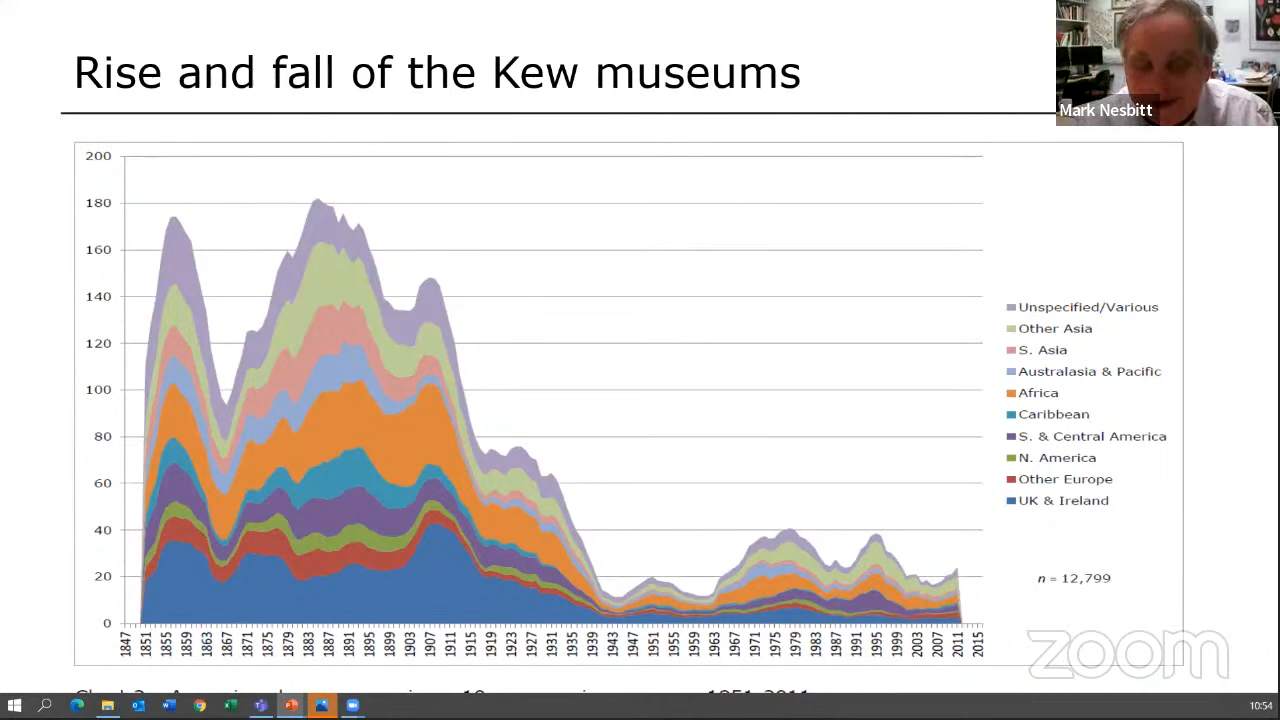 Rise and fall of the Kew museums
Mark Nesbitt
200
180
160
140
120
100
80
60
40
20
0
1847 1851 1855 1859 1863 1867 1871 1875 1879 1883 1887 1891 1895 1899 1903 1907 1911 1915 1919 1923 1927 1931 1935 1939 1943 1947 1951 1955 1959 1963 1967 1971 1975 1979 1983 1987 1991 1995 1999 2003 2007 2011 2015
Unspecified/Various
Other Asia
S. Asia
Australasia & Pacific
Africa
Caribbean
S. & Central America
N. America
Other Europe
UK & Ireland
n = 12,799
zoom
10:54